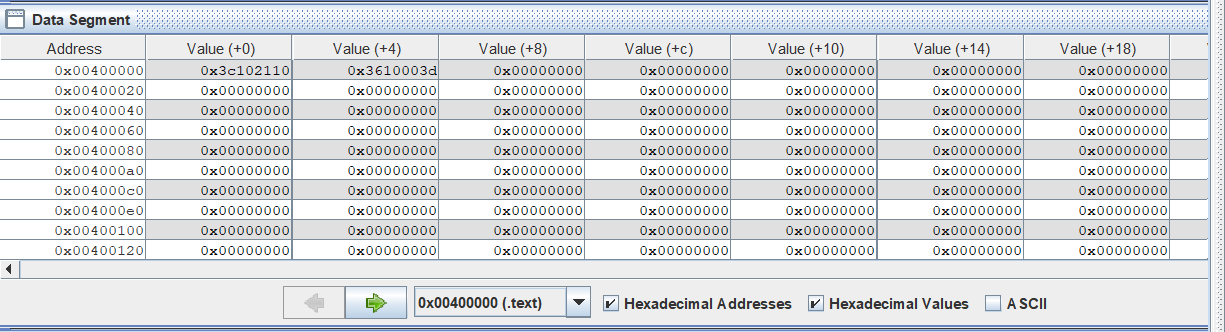 Data Segment
Address Value (+0) Value (+4) Value (+8) Value (+c) Value (+10) Value (+14) Value (+18)
0x00400000 0x3c102110 0x3610003d 0x00000000 0x00000000 0x00000000 0x00000000 0x00000000
0x00400020 0x00000000 0x00000000 0x00000000 0x00000000 0x00000000 0x00000000 0x00000000
0x00400040 0x00000000 0x00000000 0x00000000 0x00000000 0x00000000 0x00000000 0x00000000
0x00400060 0x00000000 0x00000000 0x00000000 0x00000000 0x00000000 0x00000000 0x00000000
0x00400080 0x00000000 0x00000000 0x00000000 0x00000000 0x00000000 0x00000000 0x00000000
0x004000a0 0x00000000 0x00000000 0x00000000 0x00000000 0x00000000 0x00000000 0x00000000
0x004000c0 0x00000000 0x00000000 0x00000000 0x00000000 0x00000000 0x00000000 0x00000000
0x004000e0 0x00000000 0x00000000 0x00000000 0x00000000 0x00000000 0x00000000 0x00000000
0x00400100 0x00000000 0x00000000 0x00000000 0x00000000 0x00000000 0x00000000 0x00000000
0x00400120 0x00000000 0x00000000 0x00000000 0x00000000 0x00000000 0x00000000 0x00000000
0x00400000 (.text) Hexadecimal Addresses Hexadecimal Values ASCII